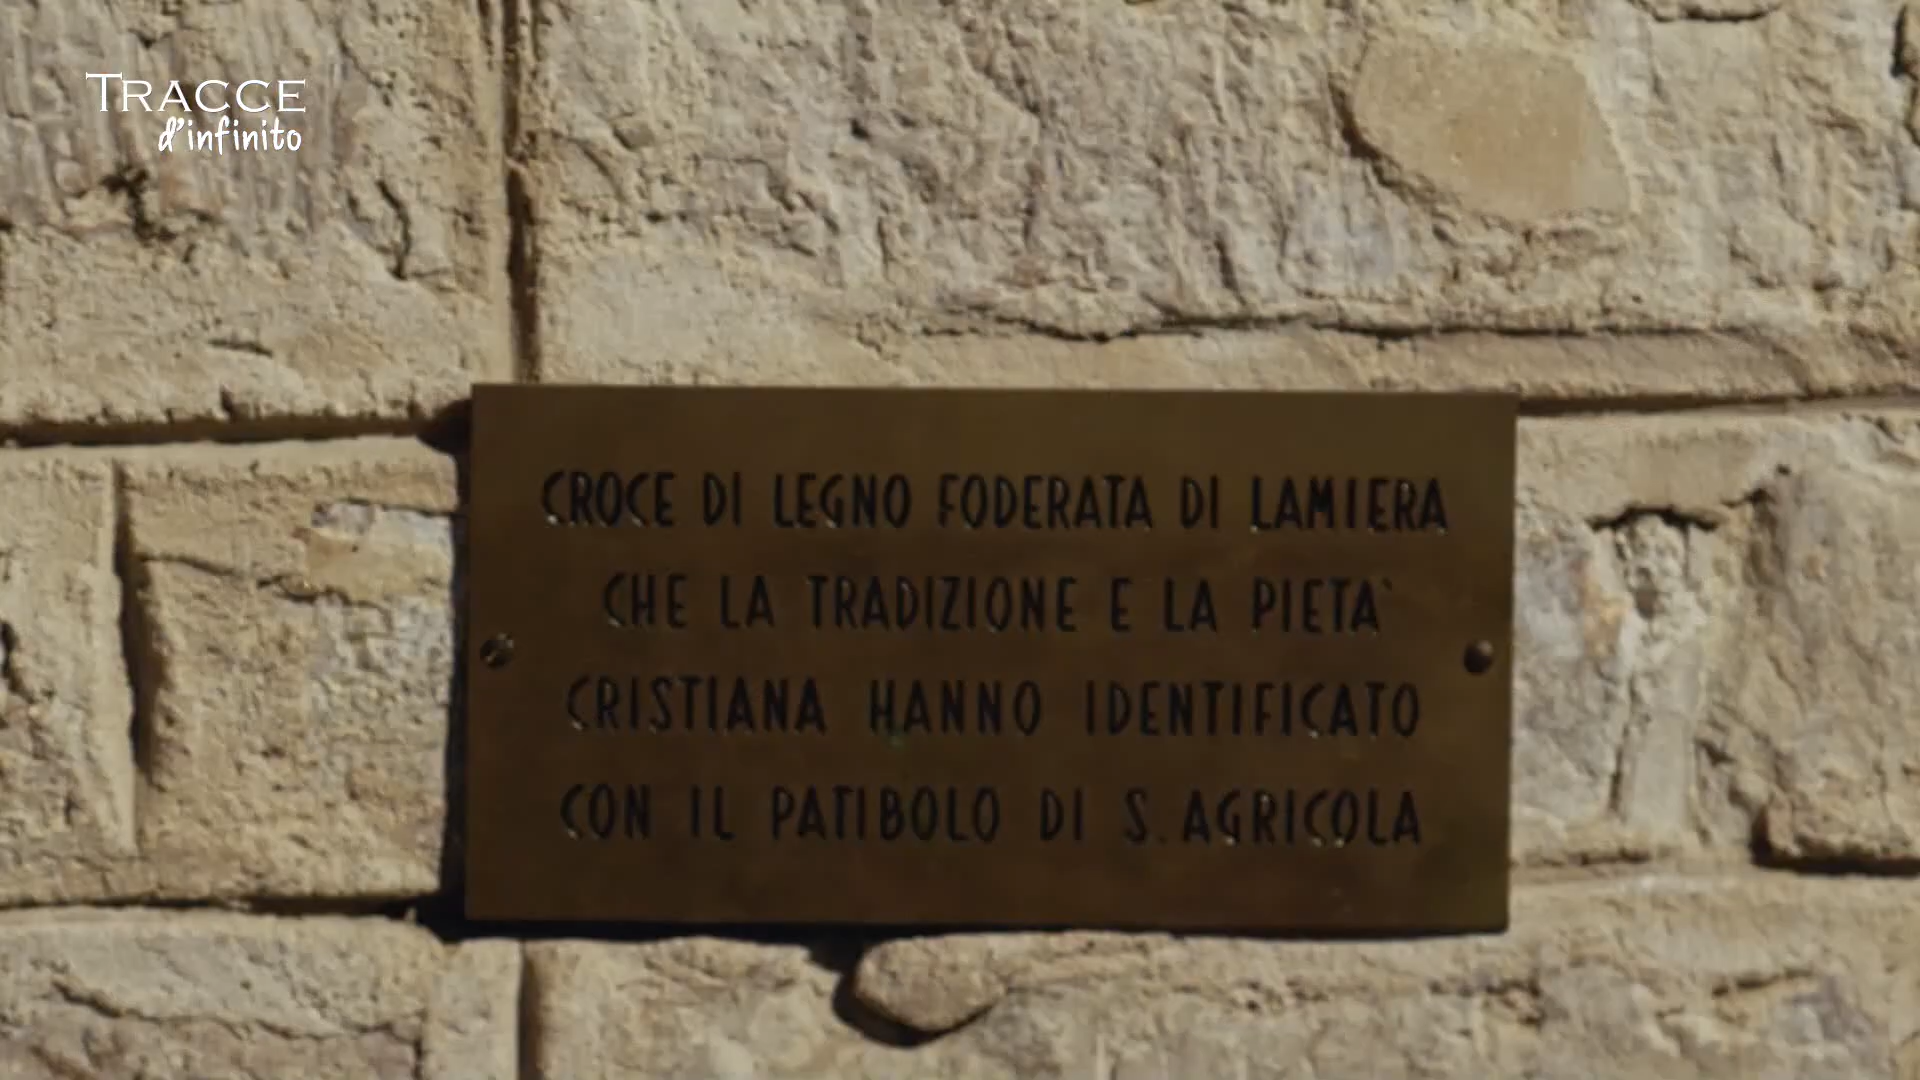 TRACCE
d'infinito
CROCE DI LEGNO FODERATA DI LAMIERA
CHE LA TRADIZIONE E LA PIETA`
CRISTIANA HANNO IDENTIFICATO
CON IL PATIBOLO DI S. AGRICOLA